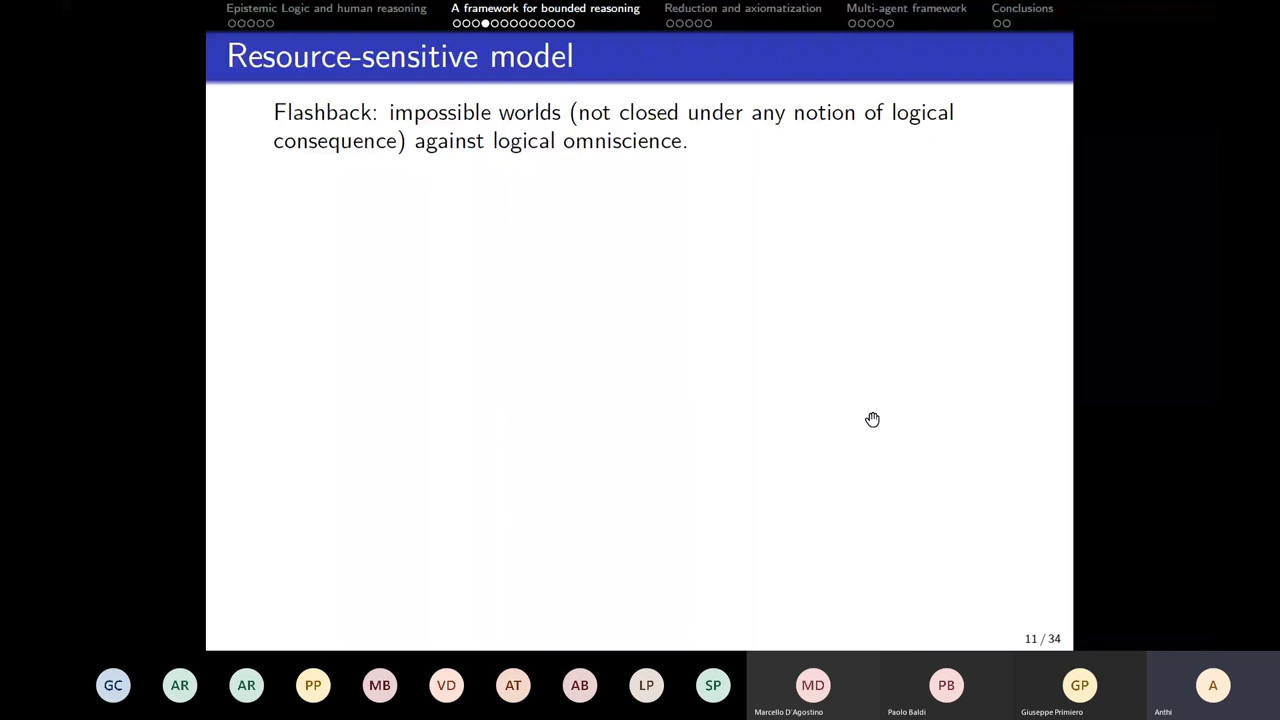 Epistemic Logic and human reasoning
A framework for bounded reasoning
Reduction and axiomatization
Multi-agent framework
Conclusions
Resource-sensitive model
Flashback: impossible worlds (not closed under any notion of logical
consequence) against logical omniscience.
11 / 34
GC
AR
AR
PP
MB
VD
AT
AB
LP
SP
MD
Marcello D'Agostino
PB
Paolo Baldi
GP
Giuseppe Primiero
A
Anthi